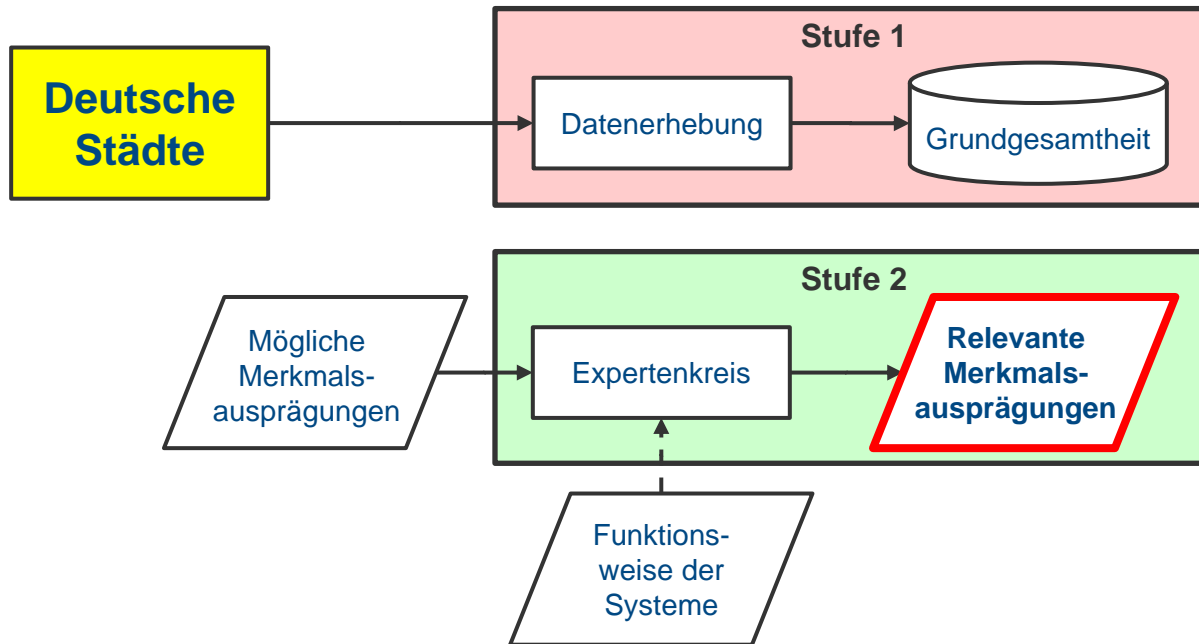 Stufe 1
Deutsche
Städte
Datenerhebung
Grundgesamtheit
Stufe 2
Mögliche
Merkmals-
ausprägungen
Expertenkreis
Relevante
Merkmals-
ausprägungen
Funktions-
weise der
Systeme